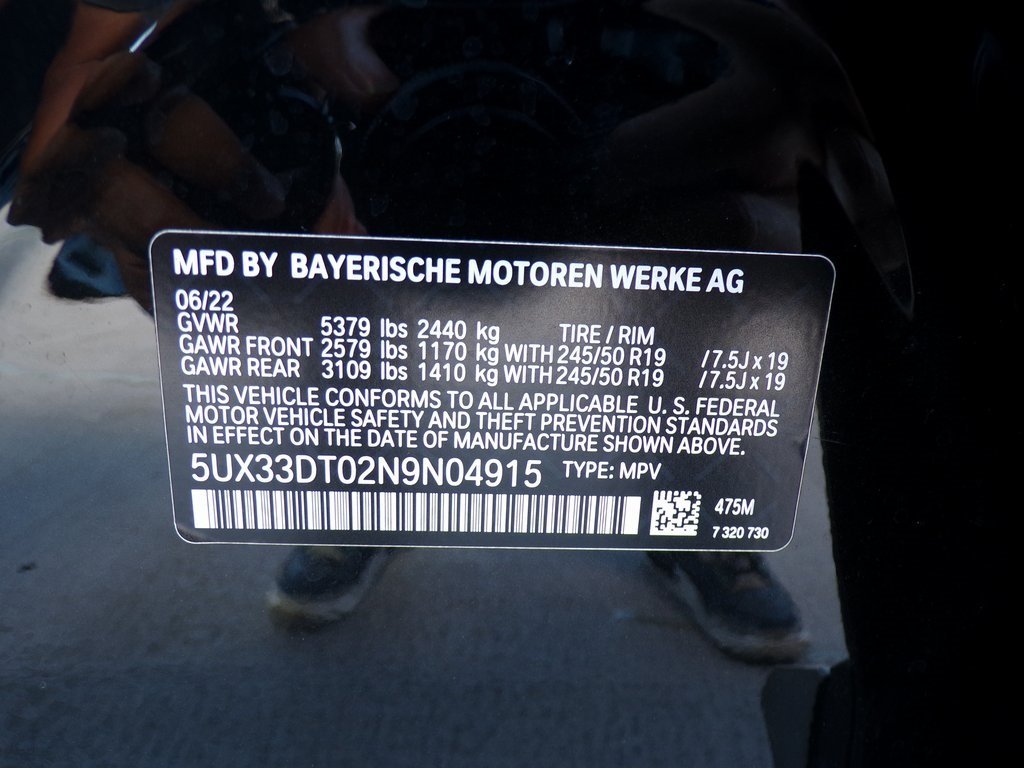 MFD BY BAYERISCHE MOTOREN WERKE AG
06/22
GVWR 5379 lbs 2440 kg TIRE / RIM
GAWR FRONT 2579 lbs 1170 kg WITH 245/50 R19 /7.5J x 19
GAWR REAR 3109 lbs 1410 kg WITH 245/50 R19 /7.5J x 19
THIS VEHICLE CONFORMS TO ALL APPLICABLE U. S. FEDERAL
MOTOR VEHICLE SAFETY AND THEFT PREVENTION STANDARDS
IN EFFECT ON THE DATE OF MANUFACTURE SHOWN ABOVE.
5UX33DT02N9N04915 TYPE: MPV
475M
7 320 730